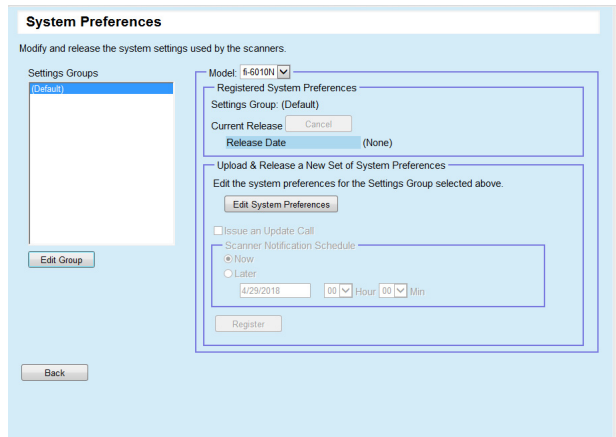 System Preferences
Modify and release the system settings used by the scanners.
Settings Groups
(Default)
Edit Group
Model: fi-6010N
Registered System Preferences
Settings Group: (Default)
Current Release Cancel
Release Date (None)
Upload & Release a New Set of System Preferences
Edit the system preferences for the Settings Group selected above.
Edit System Preferences
Issue an Update Call
Scanner Notification Schedule
Now
Later
4/29/2018 00 Hour 00 Min
Register
Back